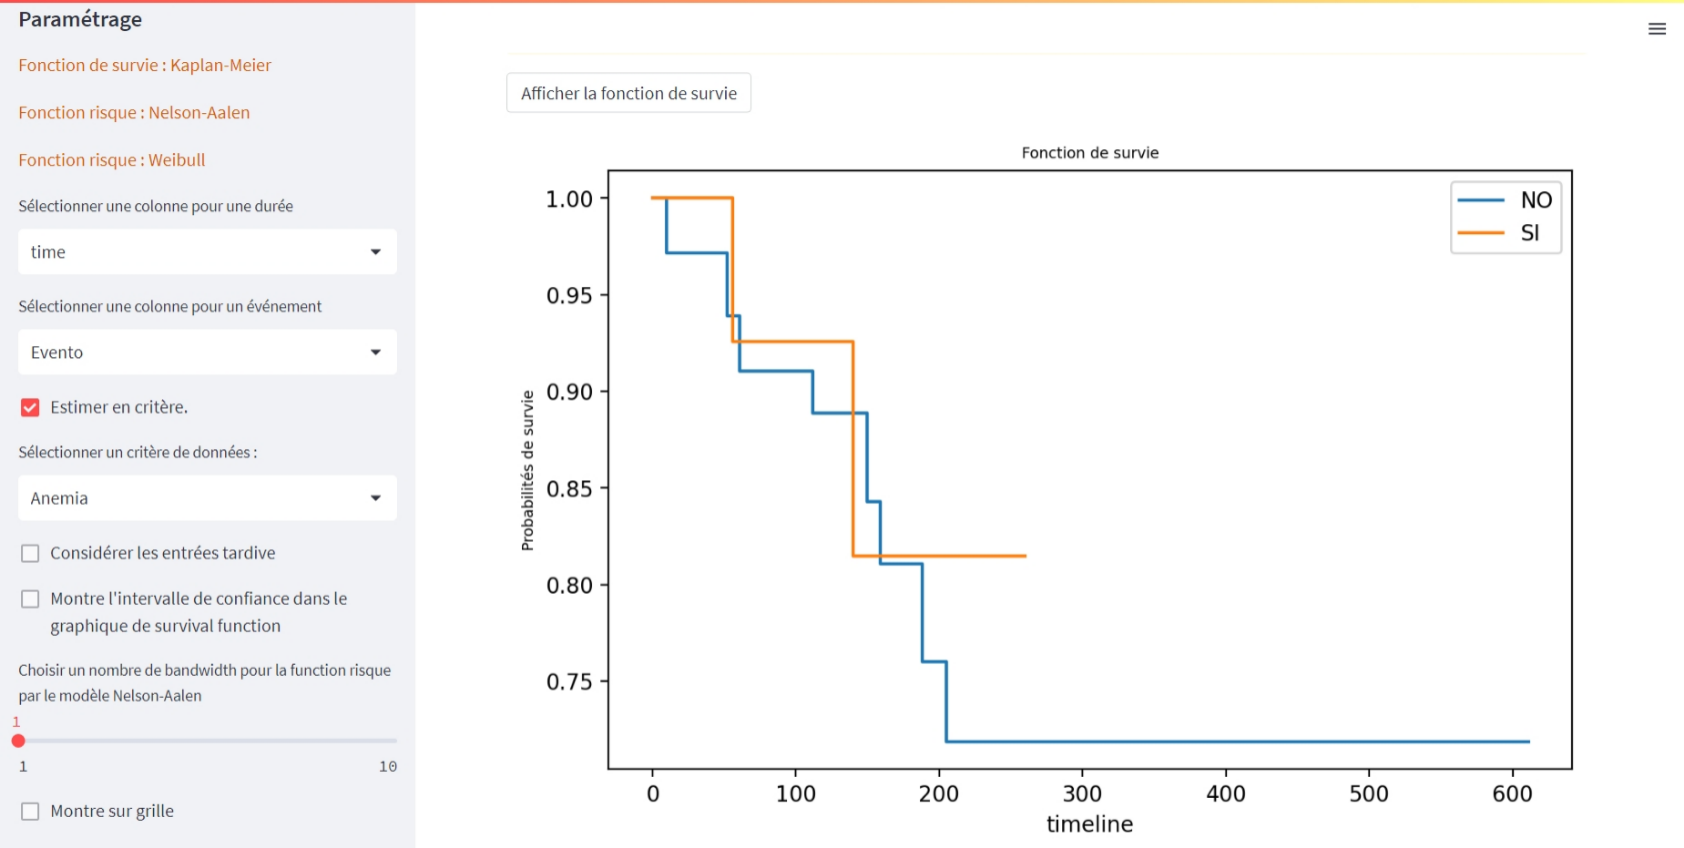 Paramétrage
Fonction de survie : Kaplan-Meier
Fonction risque : Nelson-Aalen
Fonction risque : Weibull
Sélectionner une colonne pour une durée
time
Sélectionner une colonne pour un événement
Evento
Estimer en critère.
Sélectionner un critère de données :
Anemia
Considérer les entrées tardive
Montre l'intervalle de confiance dans le
graphique de survival function
Choisir un nombre de bandwidth pour la function risque
par le modèle Nelson-Aalen
1
1 10
Montre sur grille
Afficher la fonction de survie
Fonction de survie
NO
SI
Probabilités de survie
1.00
0.95
0.90
0.85
0.80
0.75
0 100 200 300 400 500 600
timeline